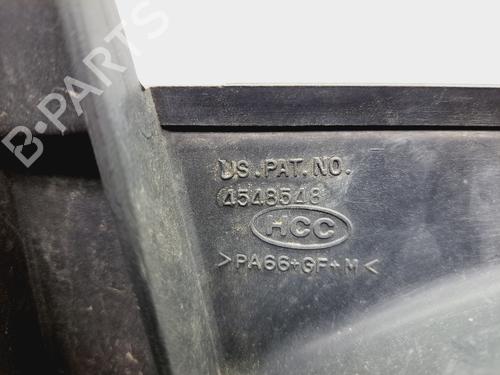 B-PARTS
US.PAT.NO.
4548548
HCC
>PA66+GF+M<